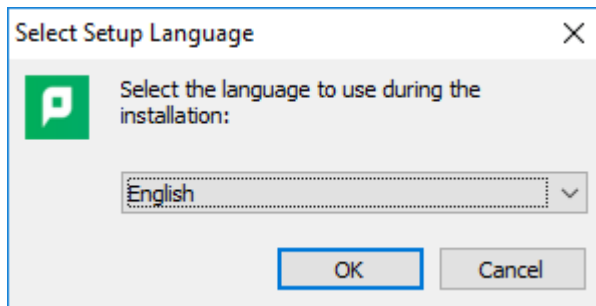 Select Setup Language
Select the language to use during the
installation:
English
OK
Cancel